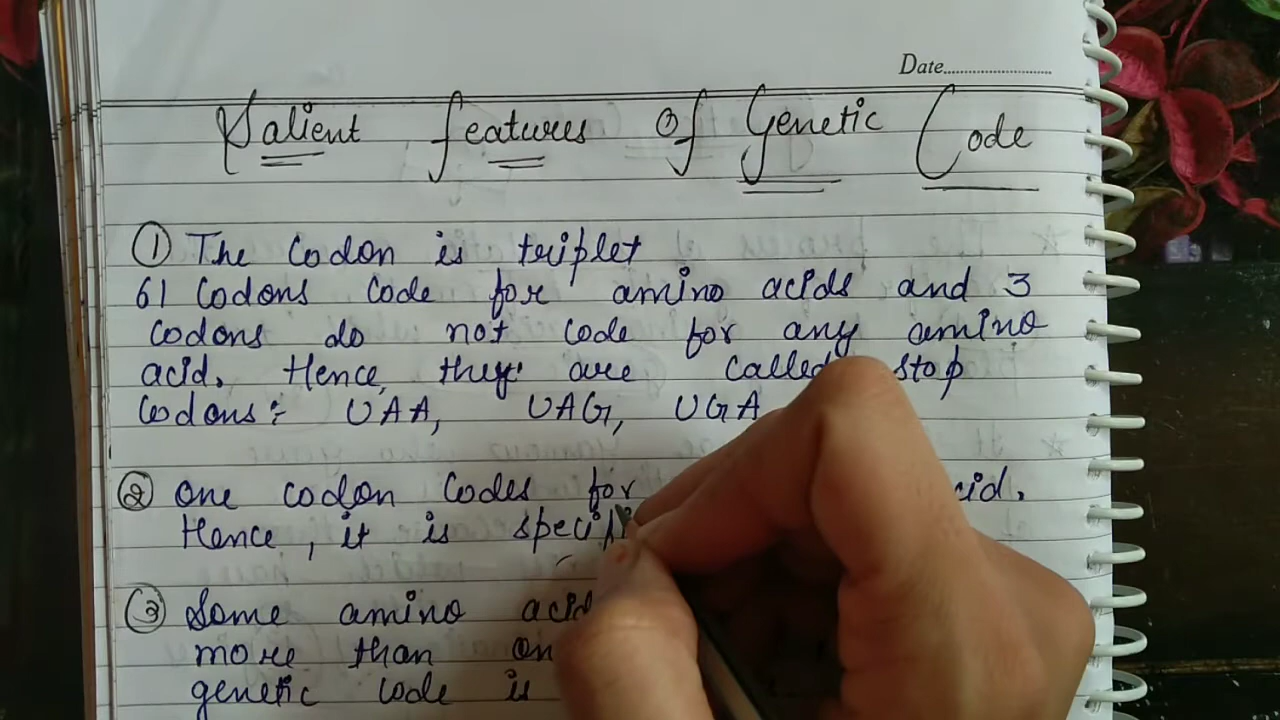 Date
Salient features Of Genetic Code
① The Codon is triplet
61 Codons Code for amino acids and 3
codons do not Code for any amino
acid. Hence, they are Called stop
Codons:- UAA, UAG, UGA
② One codon Codes for
Hence, it is
③ Some amino
more than
genetic code is